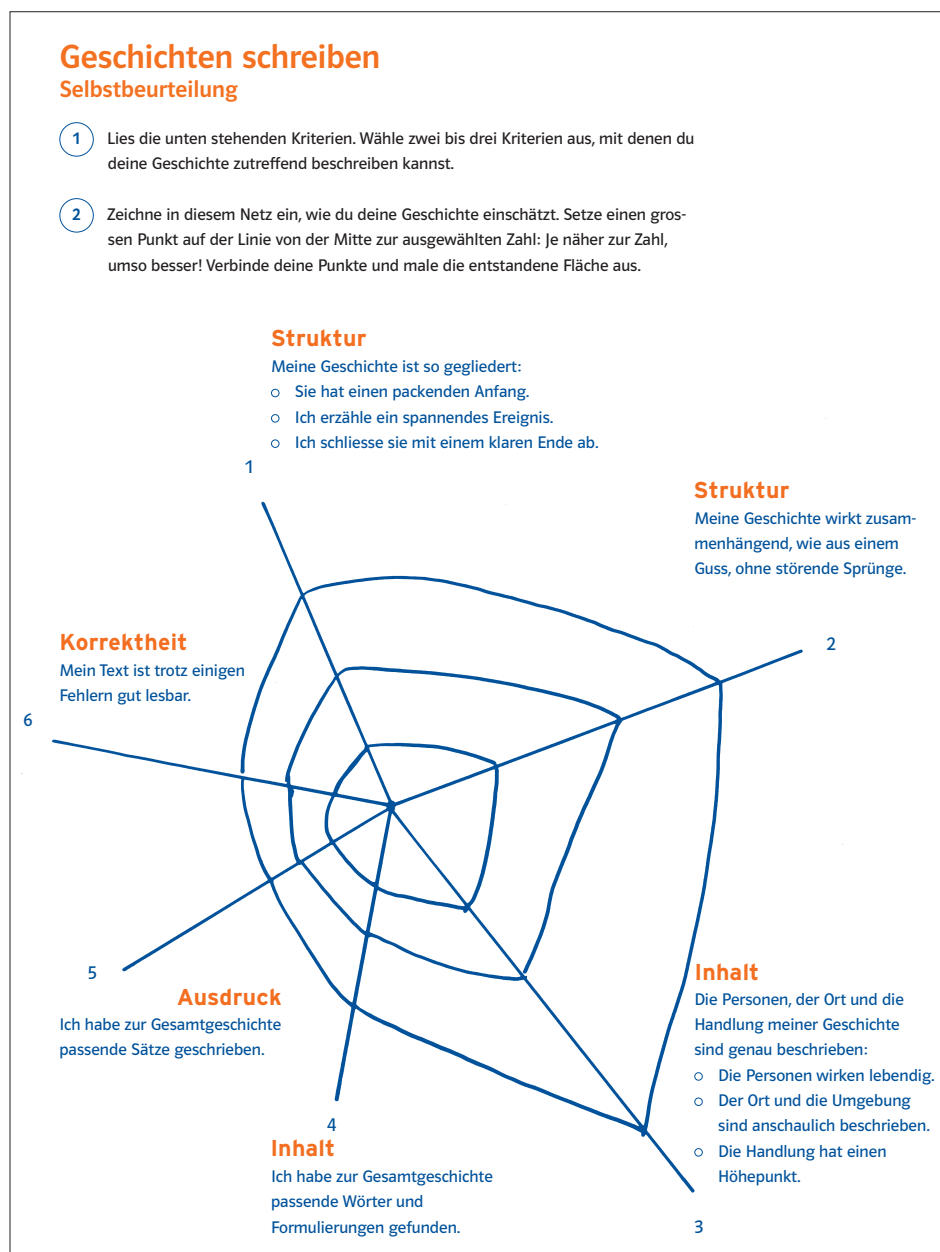 Geschichten schreiben
Selbstbeurteilung
1 Lies die unten stehenden Kriterien. Wähle zwei bis drei Kriterien aus, mit denen du
deine Geschichte zutreffend beschreiben kannst.
2 Zeichne in diesem Netz ein, wie du deine Geschichte einschätzt. Setze einen gros-
sen Punkt auf der Linie von der Mitte zur ausgewählten Zahl: Je näher zur Zahl,
umso besser! Verbinde deine Punkte und male die entstandene Fläche aus.
Struktur
Meine Geschichte ist so gegliedert:
Sie hat einen packenden Anfang.
Ich erzähle ein spannendes Ereignis.
Ich schliesse sie mit einem klaren Ende ab.
1
Struktur
Meine Geschichte wirkt zusam-
menhängend, wie aus einem
Guss, ohne störende Sprünge.
2
Korrektheit
Mein Text ist trotz einigen
Fehlern gut lesbar.
6
5
Ausdruck
Ich habe zur Gesamtgeschichte
passende Sätze geschrieben.
Inhalt
Die Personen, der Ort und die
Handlung meiner Geschichte
sind genau beschrieben:
Die Personen wirken lebendig.
Der Ort und die Umgebung
sind anschaulich beschrieben.
Die Handlung hat einen
Höhepunkt.
3
4
Inhalt
Ich habe zur Gesamtgeschichte
passende Wörter und
Formulierungen gefunden.